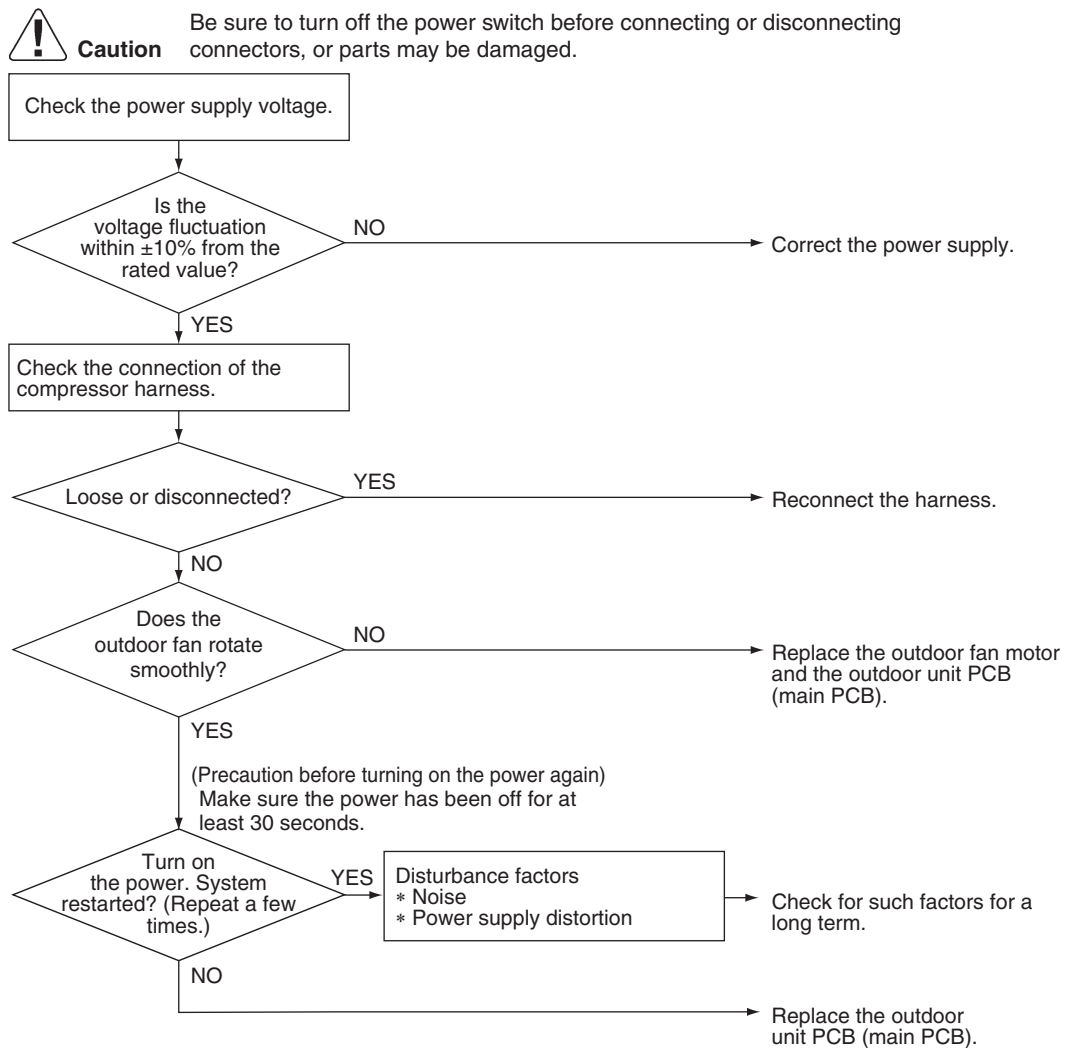 Be sure to turn off the power switch before connecting or disconnecting
Caution connectors, or parts may be damaged.
Check the power supply voltage.
Is the
voltage fluctuation
within ±10% from the
rated value?
NO
Correct the power supply.
YES
Check the connection of the
compressor harness.
Loose or disconnected?
YES
Reconnect the harness.
NO
Does the
outdoor fan rotate
smoothly?
NO
Replace the outdoor fan motor
and the outdoor unit PCB
(main PCB).
YES
(Precaution before turning on the power again)
Make sure the power has been off for at
least 30 seconds.
Turn on
the power. System
restarted? (Repeat a few
times.)
YES
Disturbance factors
* Noise
* Power supply distortion
Check for such factors for a
long term.
NO
Replace the outdoor
unit PCB (main PCB).